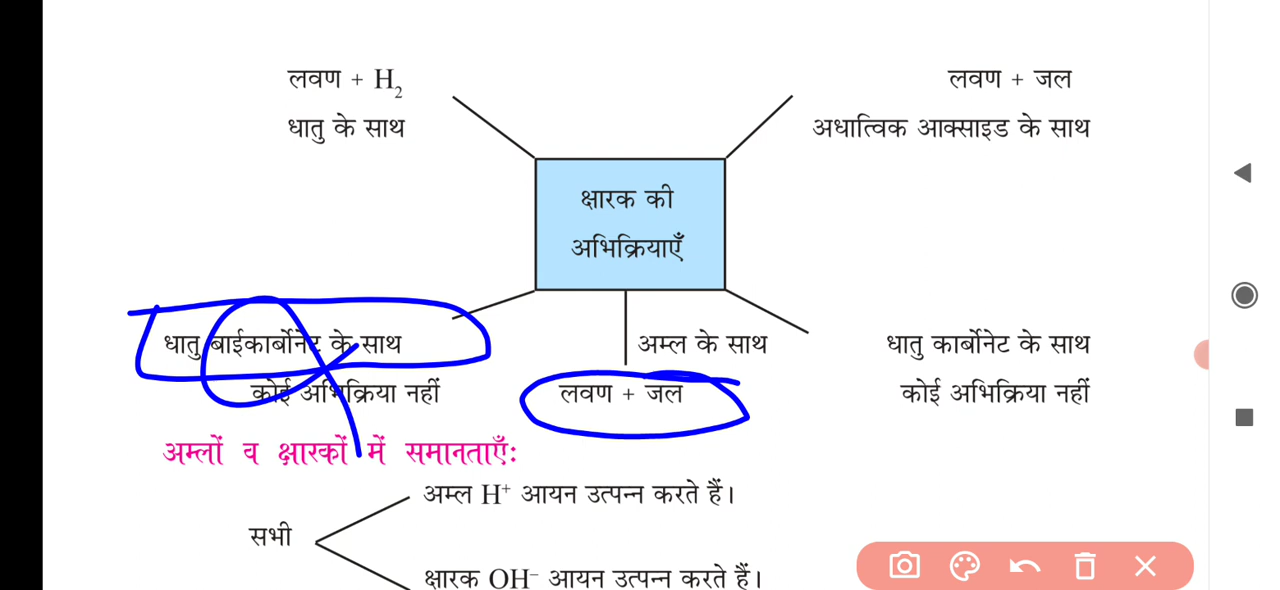 लवण + H₂
धातु के साथ
लवण + जल
अधात्विक आक्साइड के साथ
क्षारक की
अभिक्रियाएँ
धातु बाईकार्बोनेट के साथ
कोई अभिक्रिया नहीं
अम्ल के साथ
लवण + जल
धातु कार्बोनेट के साथ
कोई अभिक्रिया नहीं
अम्लों व क्षारकों में समानताएँः
सभी
अम्ल H⁺ आयन उत्पन्न करते हैं।
क्षारक OH⁻ आयन उत्पन्न करते हैं।